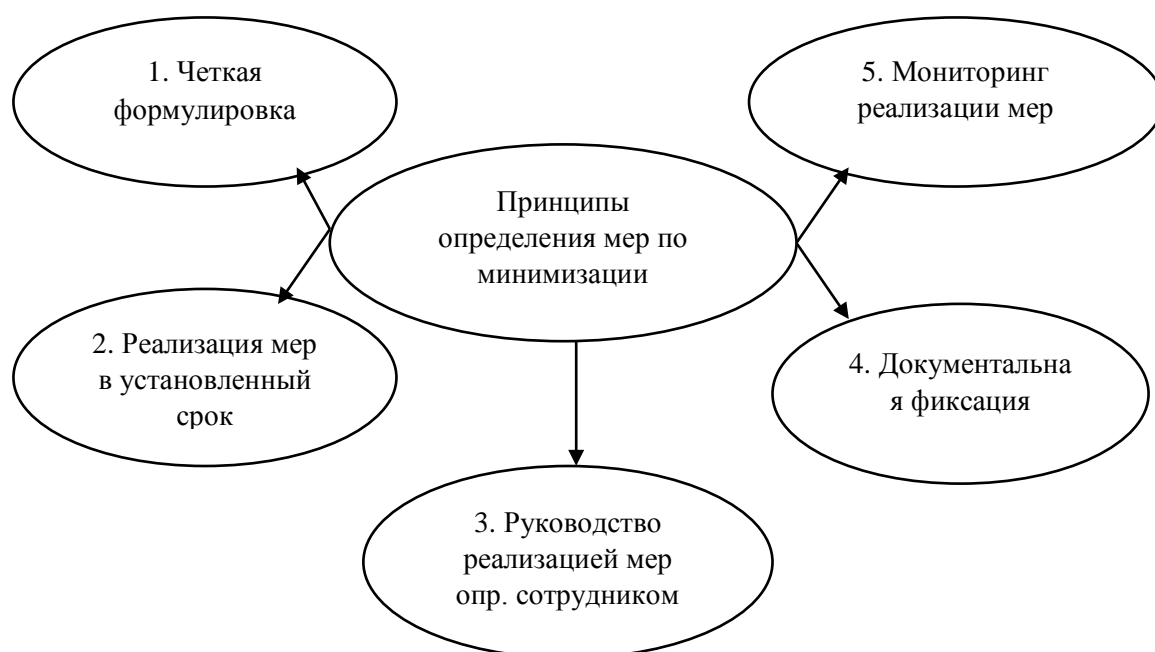 1. Четкая
формулировка
5. Мониторинг
реализации мер
Принципы
определения мер по
минимизации
2. Реализация мер
в установленный
срок
4. Документальна
я фиксация
3. Руководство
реализацией мер
опр. сотрудником